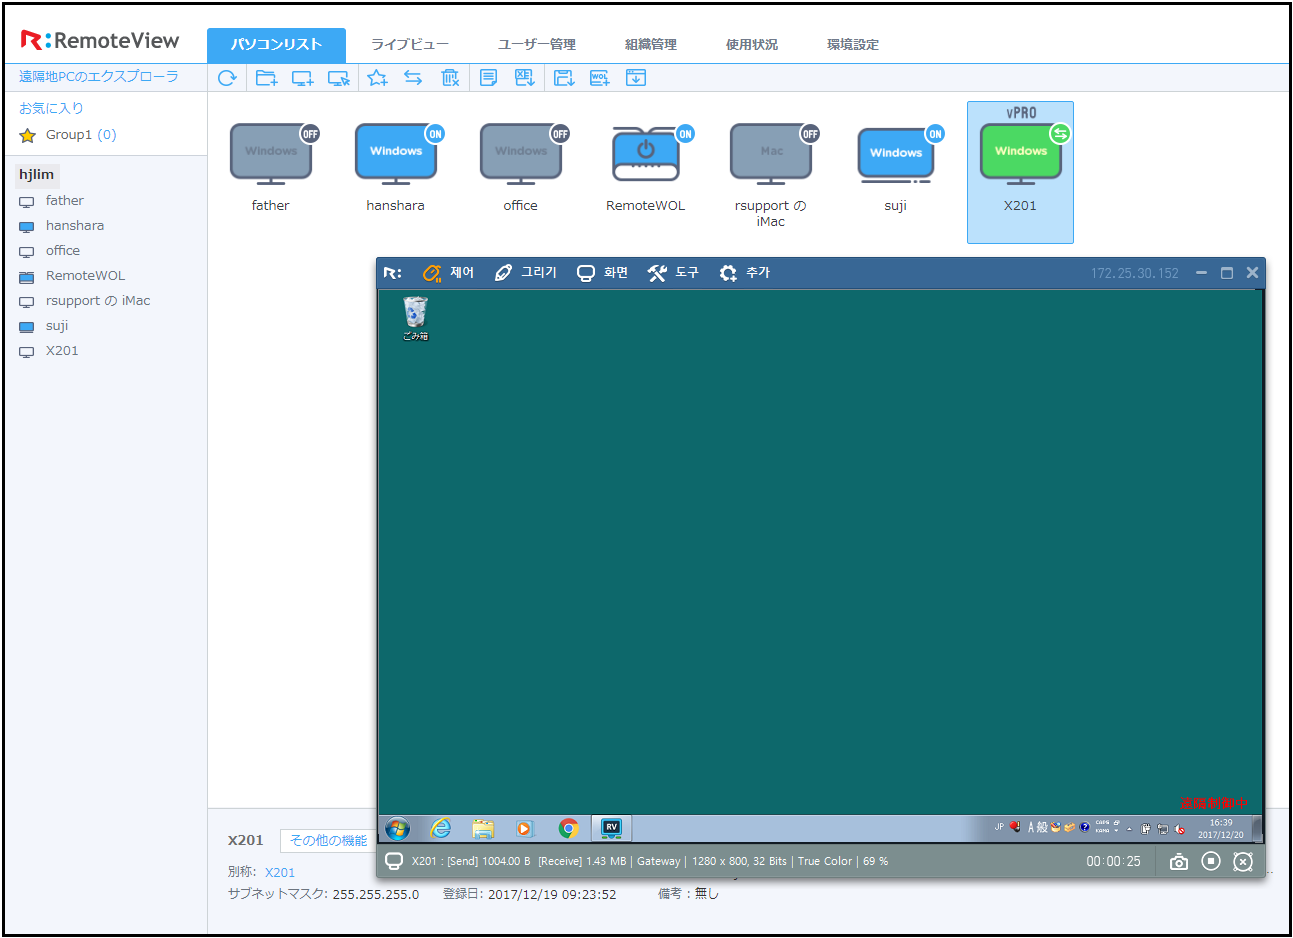 R:RemoteView
パソコンリスト
ライブビュー
ユーザー管理
組織管理
使用状況
環境設定
遠隔地PCのエクスプローラ
XE
WOL
お気に入り
Group1 (0)
hjlim
father
hanshara
office
RemoteWOL
rsupport の iMac
suji
X201
Windows OFF
father
Windows ON
hanshara
Windows OFF
office
ON
RemoteWOL
Mac OFF
rsupport の
iMac
Windows ON
suji
vPRO
Windows
X201
R: 제어 그리기 화면 도구 추가 172.25.30.152
ごみ箱
遠隔制御中
RV
JP A 般 CAPS KANA
16:39
2017/12/20
X201 : [Send] 1004.00 B [Receive] 1.43 MB | Gateway | 1280 x 800, 32 Bits | True Color | 69 %
00:00:25
X201 その他の機能
別称: X201
サブネットマスク: 255.255.255.0 登録日: 2017/12/19 09:23:52 備考 : 無し